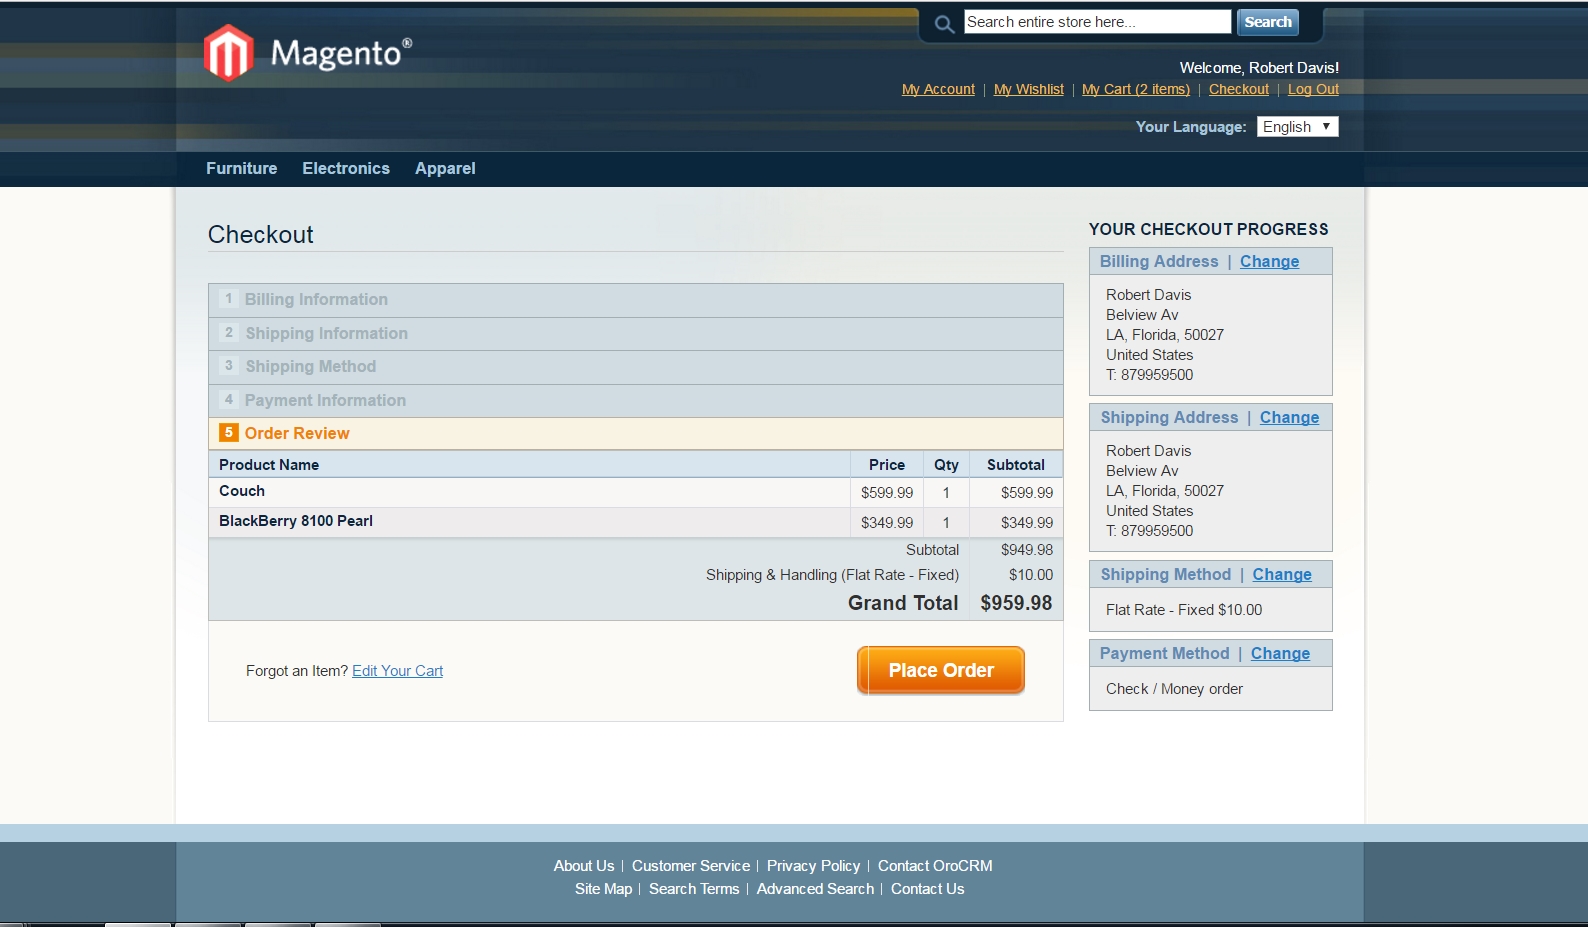 Search entire store here... Search
Magento®
Welcome, Robert Davis!
My Account | My Wishlist | My Cart (2 items) | Checkout | Log Out
Your Language: English ▼
Furniture Electronics Apparel
Checkout
1 Billing Information
2 Shipping Information
3 Shipping Method
4 Payment Information
5 Order Review
Product Name Price Qty Subtotal
Couch $599.99 1 $599.99
BlackBerry 8100 Pearl $349.99 1 $349.99
Subtotal $949.98
Shipping & Handling (Flat Rate - Fixed) $10.00
Grand Total $959.98
Forgot an Item? Edit Your Cart Place Order
YOUR CHECKOUT PROGRESS
Billing Address | Change
Robert Davis
Belview Av
LA, Florida, 50027
United States
T: 879959500
Shipping Address | Change
Robert Davis
Belview Av
LA, Florida, 50027
United States
T: 879959500
Shipping Method | Change
Flat Rate - Fixed $10.00
Payment Method | Change
Check / Money order
About Us | Customer Service | Privacy Policy | Contact OroCRM
Site Map | Search Terms | Advanced Search | Contact Us